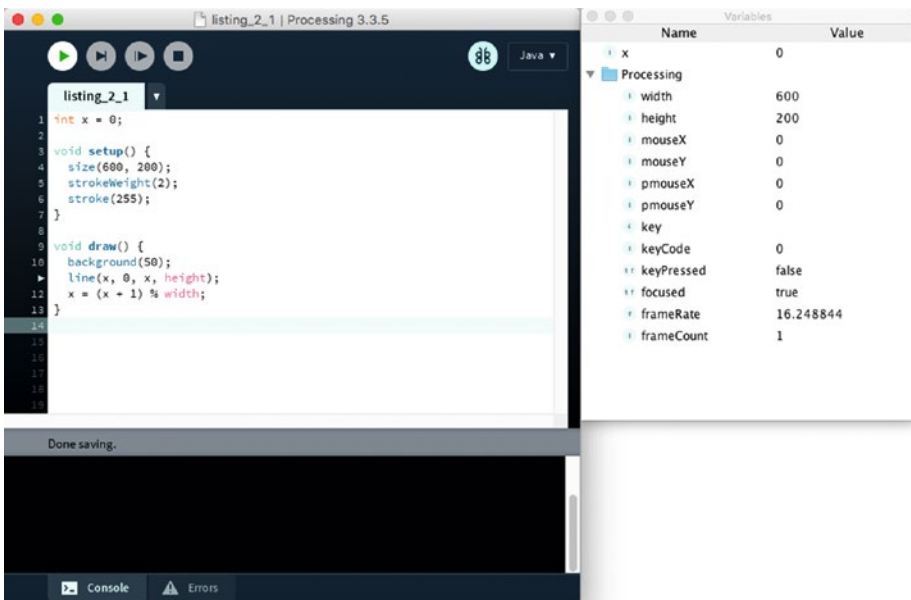 listing_2_1 | Processing 3.3.5
Java ▾
listing_2_1
1 int x = 0;
2
3 void setup() {
4 size(600, 200);
5 strokeWeight(2);
6 stroke(255);
7 }
8
9 void draw() {
10 background(50);
line(x, 0, x, height);
12 x = (x + 1) % width;
13 }
14
15
16
17
18
19
Done saving.
Console
Errors
Variables
Name Value
x 0
Processing
width 600
height 200
mouseX 0
mouseY 0
pmouseX 0
pmouseY 0
key
keyCode 0
keyPressed false
focused true
frameRate 16.248844
frameCount 1